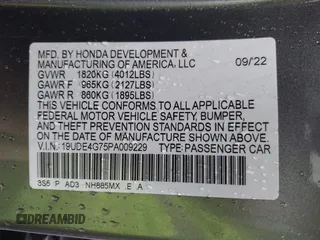 MFD. BY HONDA DEVELOPMENT &
MANUFACTURING OF AMERICA, LLC
09/22
GVWR 1820KG (4012LBS)
GAWR F 965KG (2127LBS)
GAWR R 860KG (1895LBS)
THIS VEHICLE CONFORMS TO ALL APPLICABLE
FEDERAL MOTOR VEHICLE SAFETY, BUMPER,
AND THEFT PREVENTION STANDARDS IN EFFECT
ON THE DATE OF MANUFACTURE SHOWN ABOVE.
V.I.N.: 19UDE4G75PA009229 TYPE: PASSENGER CAR
3S5 P AD3 NH885MX E A
DREAMBID